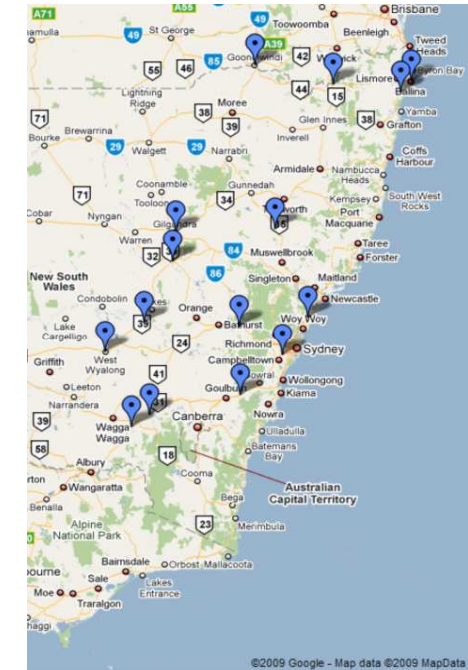 A71
A55
Brisbane
Toowoomba
49
St George
49
A39
Beenleigh
Tweed
Heads
85
42
55
46
Byron Bay
Lismore
Lightning
Ridge
44
15
Ballina
Moree
38
Yamba
71
39
Glen Innes
38
Grafton
Bourke
Brewarrina
29
Walgett
29
Inverell
Narrabri
Coffs
Harbour
Armidale
Nambucca
Heads
71
Coonamble
Gunnedah
34
Kempsey
South West
Rocks
Cobar
Nyngan
Gilgandra
Port
Macquarie
Warren
32
84
Taree
Forster
86
Muswellbrook
New South
Wales
Singleton
Maitland
Condobolin
Orange
Newcastle
Lake
Cargelligo
Bathurst
Woy Woy
24
Richmond
Sydney
Griffith
West
Wyalong
Campbelltown
41
Leeton
Goulburn
Wollongong
Kiama
Narrandera
31
39
Canberra
Nowra
Wagga
Wagga
Ulladulla
58
Batemans
Bay
18
Albury
Cooma
Wangaratta
Australian
Capital Territory
Benalla
Bega
Alpine
National Park
23
Merimbula
Bairnsdale
Orbost
Mallacoota
Sale
Lakes
Entrance
Moe
Traralgon
©2009 Google - Map data ©2009 MapData